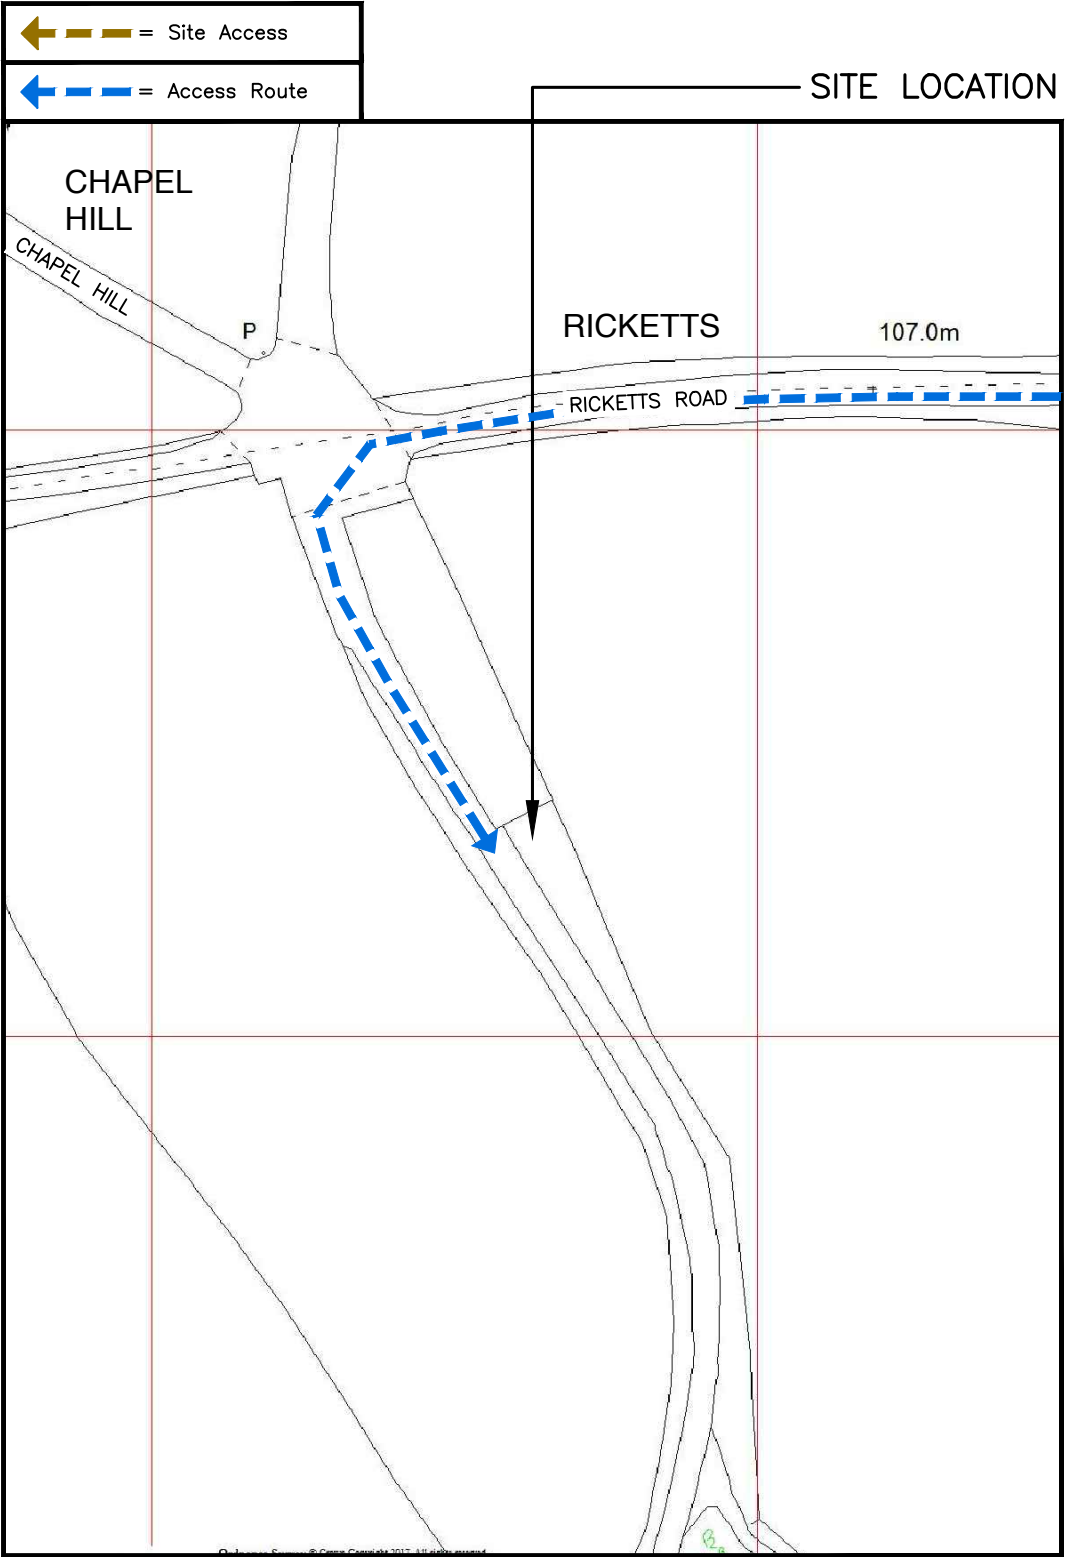 = Site Access
= Access Route
SITE LOCATION
CHAPEL
HILL
CHAPEL HILL
P
RICKETTS
107.0m
RICKETTS ROAD